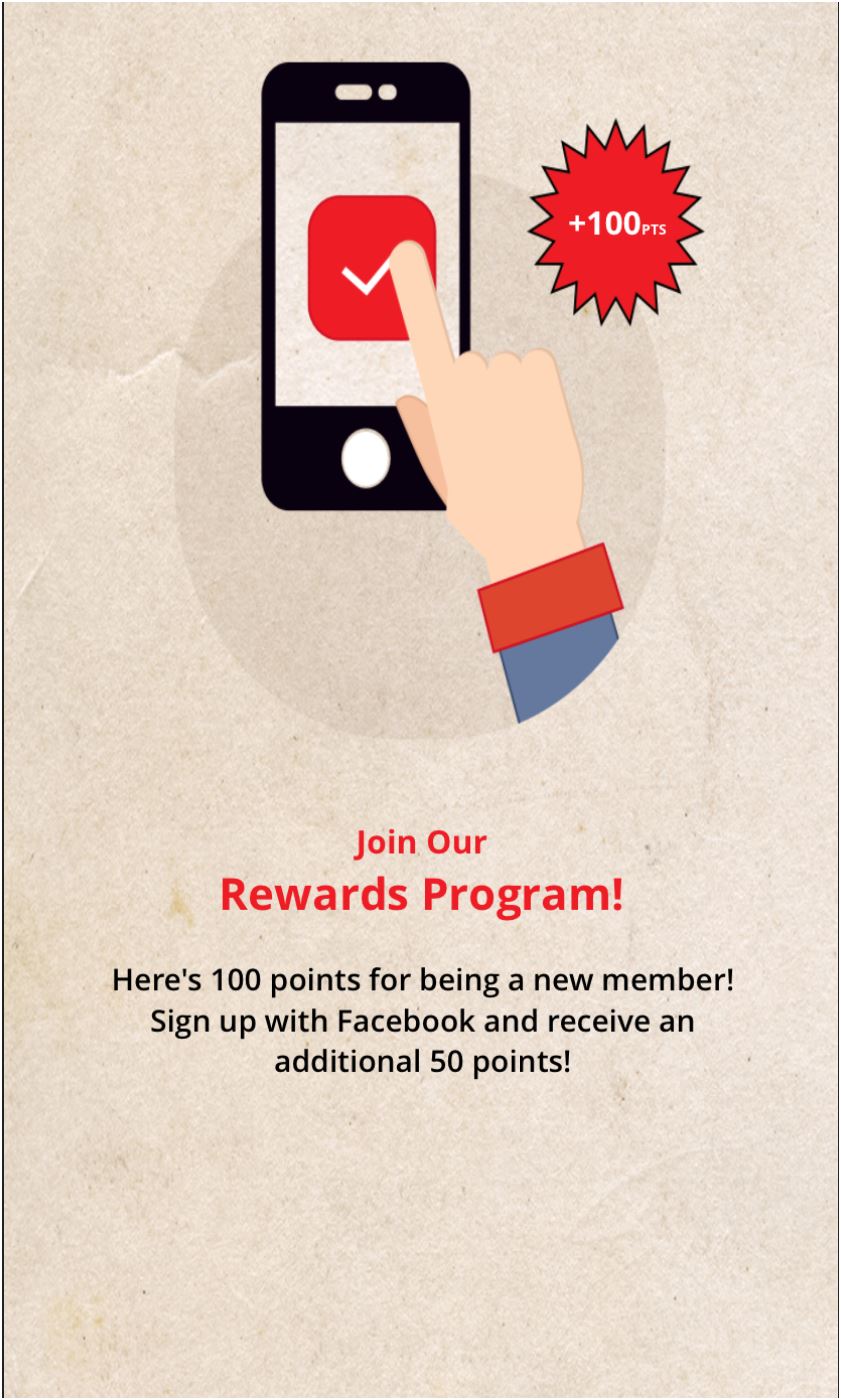 +100PTS
Join Our
Rewards Program!
Here's 100 points for being a new member!
Sign up with Facebook and receive an
additional 50 points!